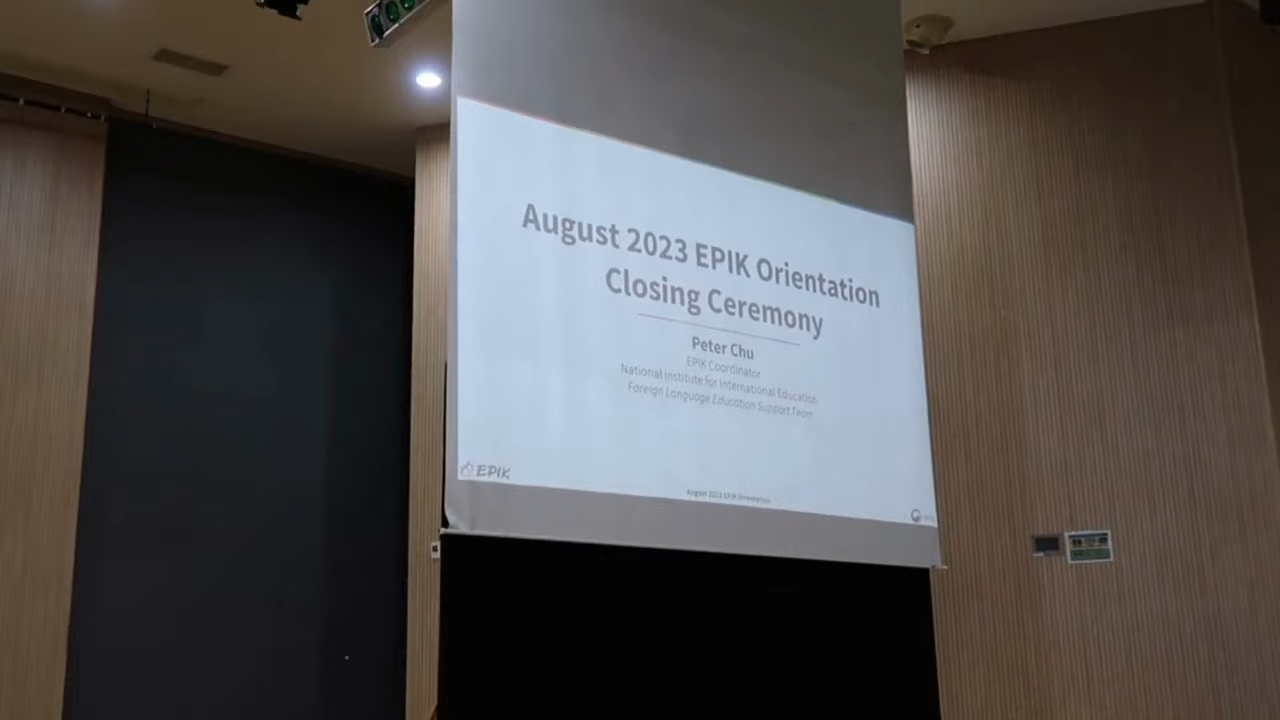 August 2023 EPIK Orientation
Closing Ceremony
Peter Chu
EPIK Coordinator
National Institute for International Education
Foreign Language Education Support Team
EPIK
August 2023 EPIK Orientation